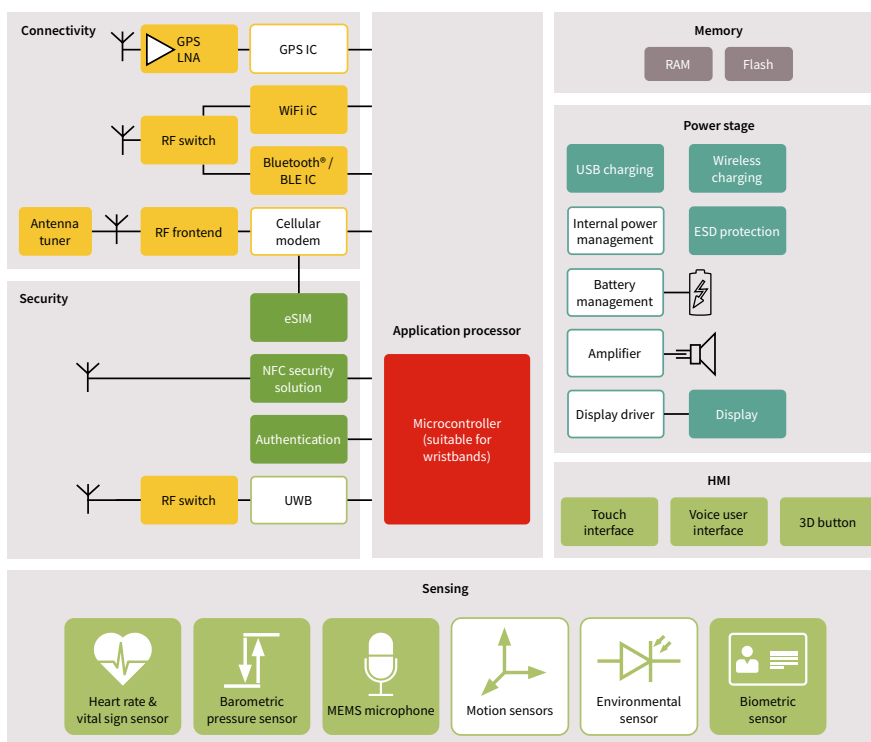 Connectivity
GPS
LNA
GPS IC
WiFi iC
RF switch
Bluetooth® /
BLE IC
Antenna
tuner
RF frontend
Cellular
modem
Security
eSIM
NFC security
solution
Authentication
RF switch
UWB
Application processor
Microcontroller
(suitable for
wristbands)
Memory
RAM
Flash
Power stage
USB charging
Wireless
charging
Internal power
management
ESD protection
Battery
management
Amplifier
Display driver
Display
HMI
Touch
interface
Voice user
interface
3D button
Sensing
Heart rate &
vital sign sensor
Barometric
pressure sensor
MEMS microphone
Motion sensors
Environmental
sensor
Biometric
sensor